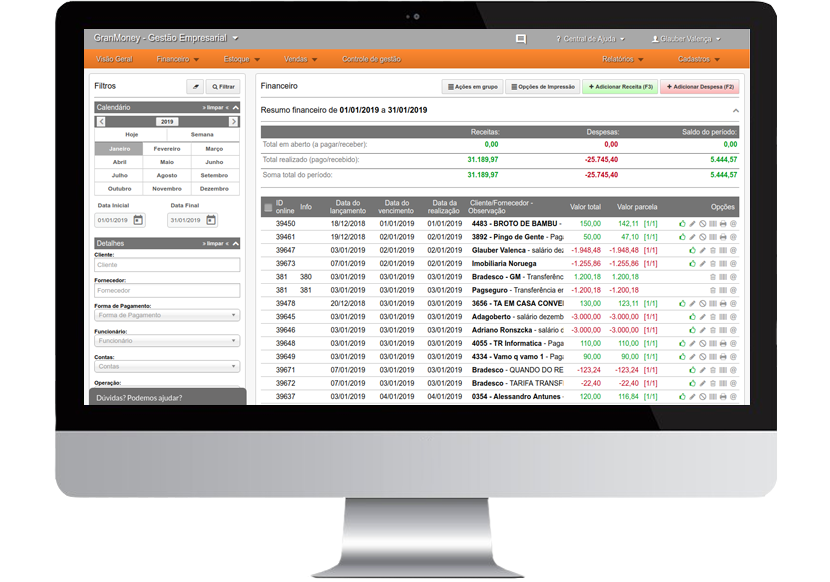 GranMoney - Gestão Empresarial
? Central de Ajuda
Glauber Valença
Visão Geral Financeiro Estoque Vendas Controle de gestão Relatórios Cadastros
Filtros
Filtrar
Calendário » limpar «
< 2019 >
Hoje Semana
Janeiro Fevereiro Março
Abril Maio Junho
Julho Agosto Setembro
Outubro Novembro Dezembro
Data Inicial Data Final
01/01/2019 31/01/2019
Detalhes » limpar «
Cliente:
Cliente
Fornecedor:
Fornecedor
Forma de Pagamento:
Forma de Pagamento
Funcionário:
Funcionário
Contas:
Contas
Operação:
Dúvidas? Podemos ajudar?
Financeiro
Ações em grupo Opções de Impressão + Adicionar Receita (F3) + Adicionar Despesa (F2)
Resumo financeiro de 01/01/2019 a 31/01/2019
Receitas: Despesas: Saldo do período:
Total em aberto (a pagar/receber): 0,00 0,00 0,00
Total realizado (pago/recebido): 31.189,97 -25.745,40 5.444,57
Soma total do período: 31.189,97 -25.745,40 5.444,57
ID online Info Data do lançamento Data do vencimento Data da realização Cliente/Fornecedor - Observação Valor total Valor parcela Opções
39450 18/12/2018 01/01/2019 01/01/2019 4483 - BROTO DE BAMBU - 150,00 142,11 [1/1]
39461 19/12/2018 02/01/2019 02/01/2019 3892 - Pingo de Gente - Pag 50,00 47,10 [1/1]
39647 03/01/2019 02/01/2019 02/01/2019 Glauber Valenca - salário dez -1.948,48 -1.948,48 [1/1]
39673 07/01/2019 02/01/2019 02/01/2019 Imobiliaria Noruega -1.255,86 -1.255,86 [1/1]
381 380 03/01/2019 03/01/2019 03/01/2019 Bradesco - GM - Transferênc 1.200,18 1.200,18
381 381 03/01/2019 03/01/2019 03/01/2019 Pagseguro - Transferência er -1.200,18 -1.200,18
39478 20/12/2018 03/01/2019 03/01/2019 3656 - TA EM CASA CONVEN 130,00 123,11 [1/1]
39645 03/01/2019 03/01/2019 03/01/2019 Adagoberto - salário dezemb -3.000,00 -3.000,00 [1/1]
39646 03/01/2019 03/01/2019 03/01/2019 Adriano Ronszcka - salário d -3.000,00 -3.000,00 [1/1]
39648 03/01/2019 03/01/2019 03/01/2019 4055 - TR Informatica - Paga 110,00 110,00 [1/1]
39649 03/01/2019 03/01/2019 03/01/2019 4334 - Vamo q vamo 1 - Pag 90,00 90,00 [1/1]
39671 07/01/2019 03/01/2019 03/01/2019 Bradesco - QUANDO DO RE -123,24 -123,24 [1/1]
39672 07/01/2019 03/01/2019 03/01/2019 Bradesco - TARIFA TRANSF -22,40 -22,40 [1/1]
39637 03/01/2019 04/01/2019 04/01/2019 0354 - Alessandro Antunes - 120,00 116,84 [1/1]